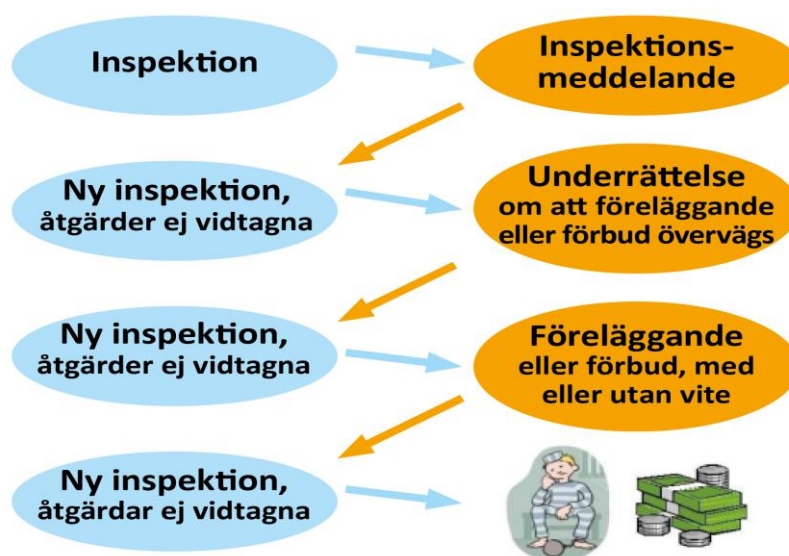 Inspektion
Inspektions-
meddelande
Ny inspektion,
åtgärder ej vidtagna
Underrättelse
om att föreläggande
eller förbud övervägs
Ny inspektion,
åtgärder ej vidtagna
Föreläggande
eller förbud, med
eller utan vite
Ny inspektion,
åtgärdar ej vidtagna